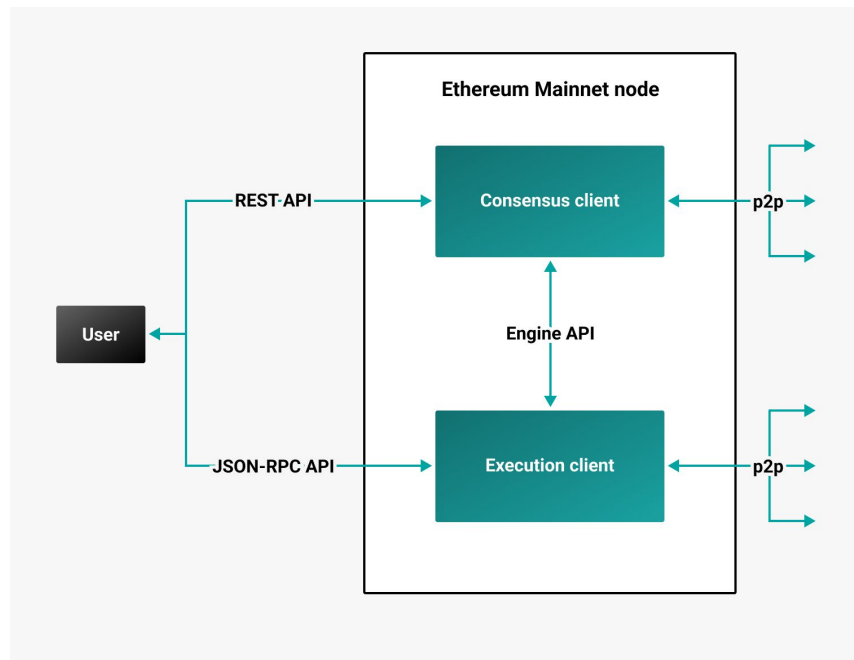 Ethereum Mainnet node
REST API
Consensus client
p2p
User
Engine API
JSON-RPC API
Execution client
p2p